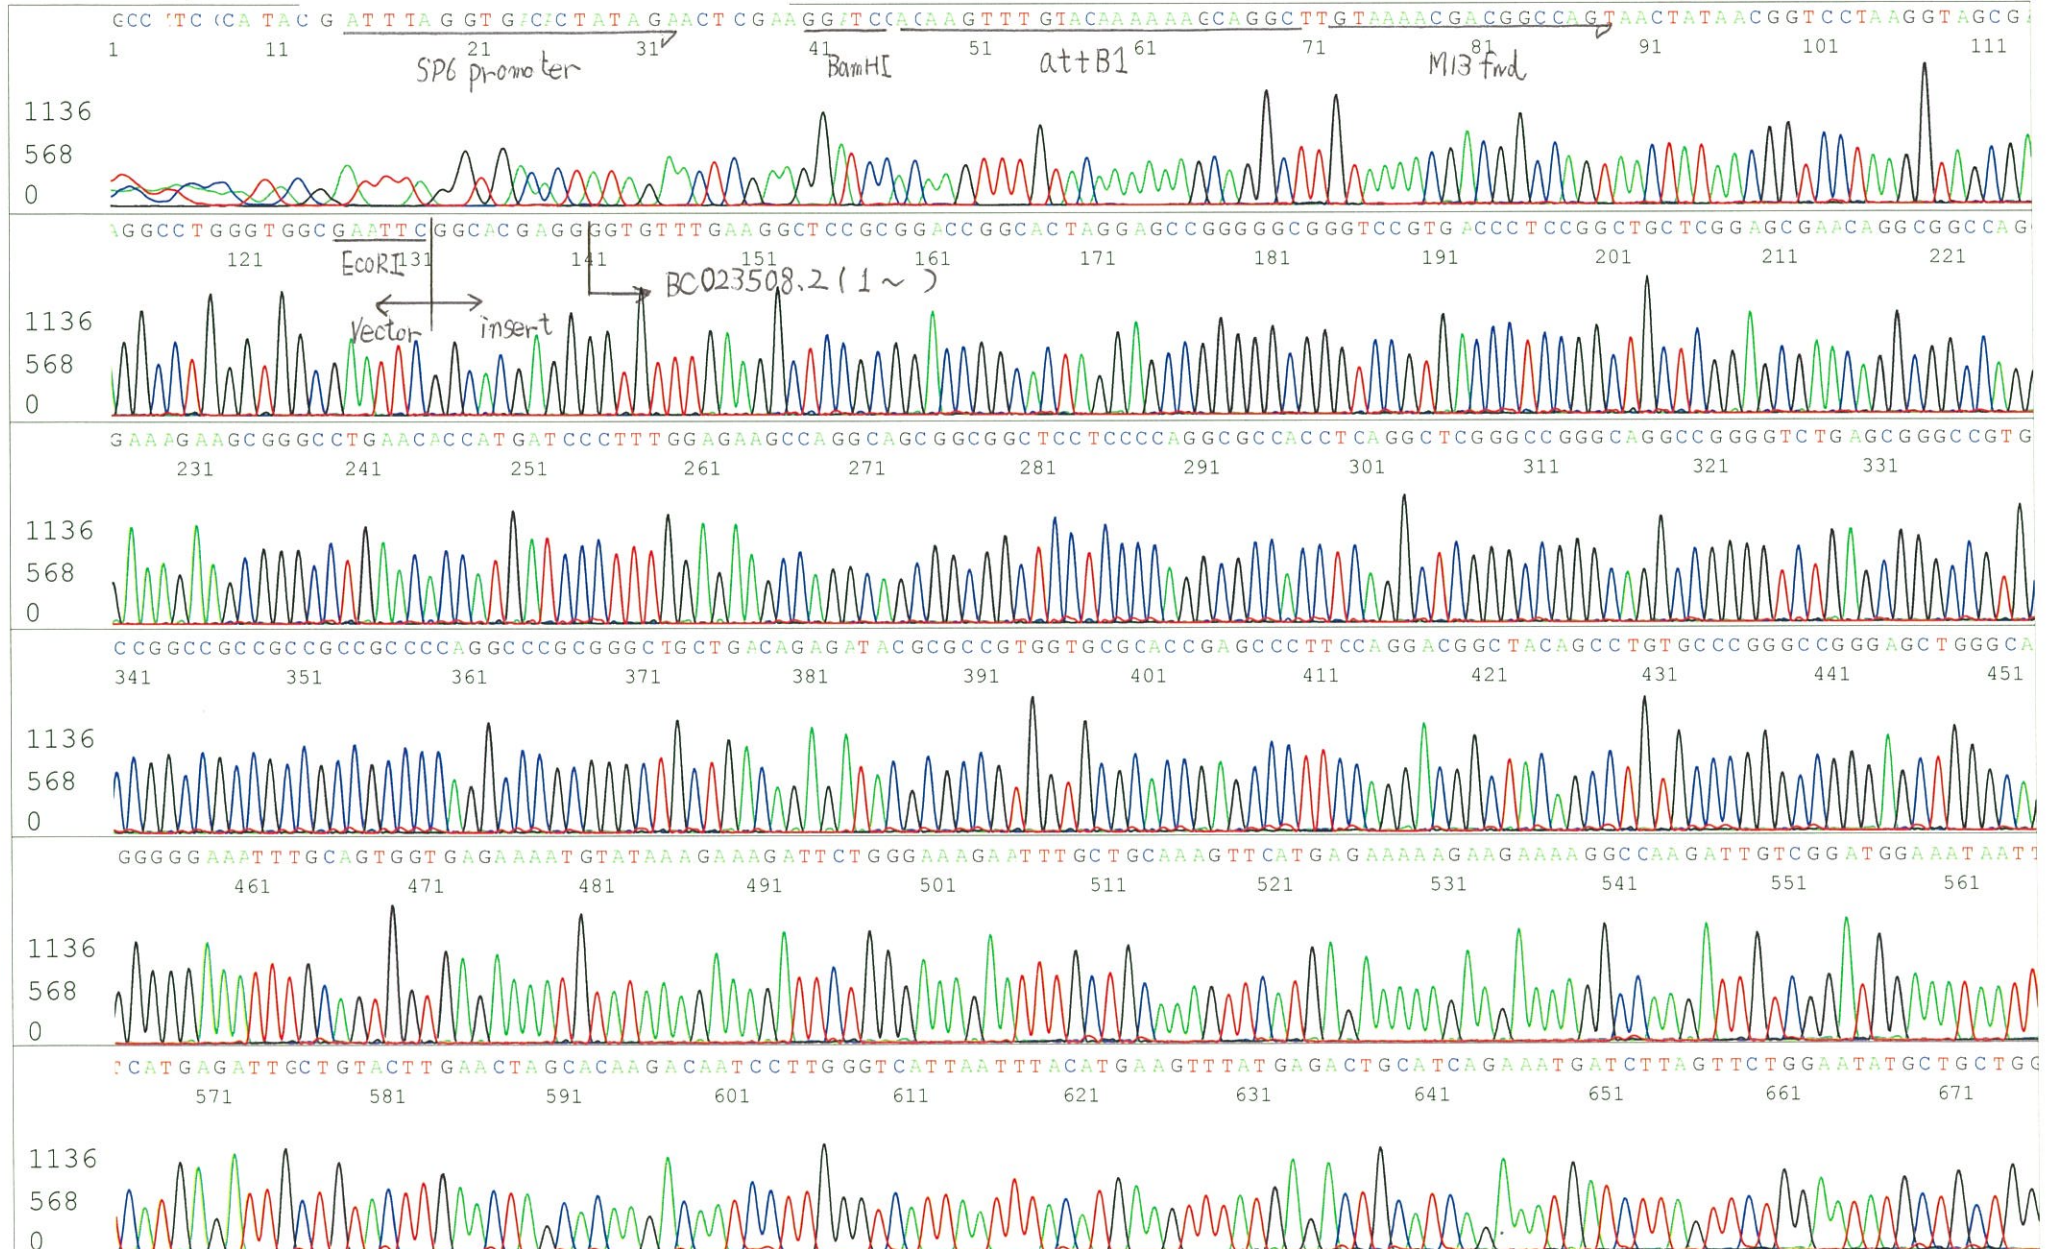 GCC TC CA TAC G ATTTAGGTGACACTATAGAACTCGAAGGATCCACAAGTTTGTACAAAAAAGCAGGCTTGTAAAACGACGGCCAGTAACTATAACGGTCCTAAGGTAGCGA
1 11 21 31 41 51 61 71 81 91 101 111
SP6 promoter BamHI attB1 M13 fwd
1136
568
0
AGGCCTGGGTGGCGAATTCGGCACGAGGGGTGTTTGAAGGCTCCGCGGACCGGCACTAGGAGCCGGGGGCGGGTCCGTGACCCTCCGGCTGCTCGGAGCGAACAGGCGGCCAG
121 131 141 151 161 171 181 191 201 211 221
EcoRI
BC023508.2 (1~ )
vector insert
1136
568
0
GAAAGAAGCGGGCCTGAACACCATGATCCCTTTGGAGAAGCCAGGCAGCGGCGGCTCCTCCCCAGGCGCCACCTCAGGCTCGGGCCGGGCAGGCCGGGGTCTGAGCGGGCCGTG
231 241 251 261 271 281 291 301 311 321 331
1136
568
0
CCGGCCGCCGCCGCCGCCCCAGGCCCGCGGGCTGCTGACAGAGATACGCGCCGTGGTGCGCACCGAGCCCTTCCAGGACGGCTACAGCCTGTGCCCGGGCCGGGAGCTGGGCA
341 351 361 371 381 391 401 411 421 431 441 451
1136
568
0
GGGGGAAATTTGCAGTGGTGAGAAAATGTATAAAGAAAGATTCTGGGAAAGAATTTGCTGCAAAGTTCATGAGAAAAAGAAGAAAAGGCCAAGATTGTCGGATGGAAATAATT
461 471 481 491 501 511 521 531 541 551 561
1136
568
0
TCATGAGATTGCTGTACTTGAACTAGCACAAGACAATCCTTGGGTCATTAATTTACATGAAGTTTATGAGACTGCATCAGAAATGATCTTAGTTCTGGAATATGCTGCTGG
571 581 591 601 611 621 631 641 651 661 671
1136
568
0